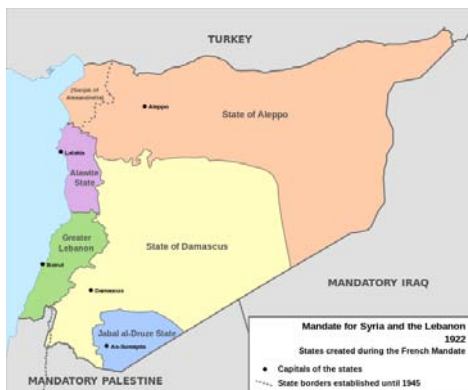 TURKEY
(Sanjak of
Alexandretta)
Aleppo
State of Aleppo
Latakia
Alawite
State
Greater
Lebanon
State of Damascus
Beirut
Damascus
MANDATORY IRAQ
Jabal al-Druze State
As-Suwayda
MANDATORY PALESTINE
Mandate for Syria and the Lebanon
1922
States created during the French Mandate
Capitals of the states
State borders established until 1945